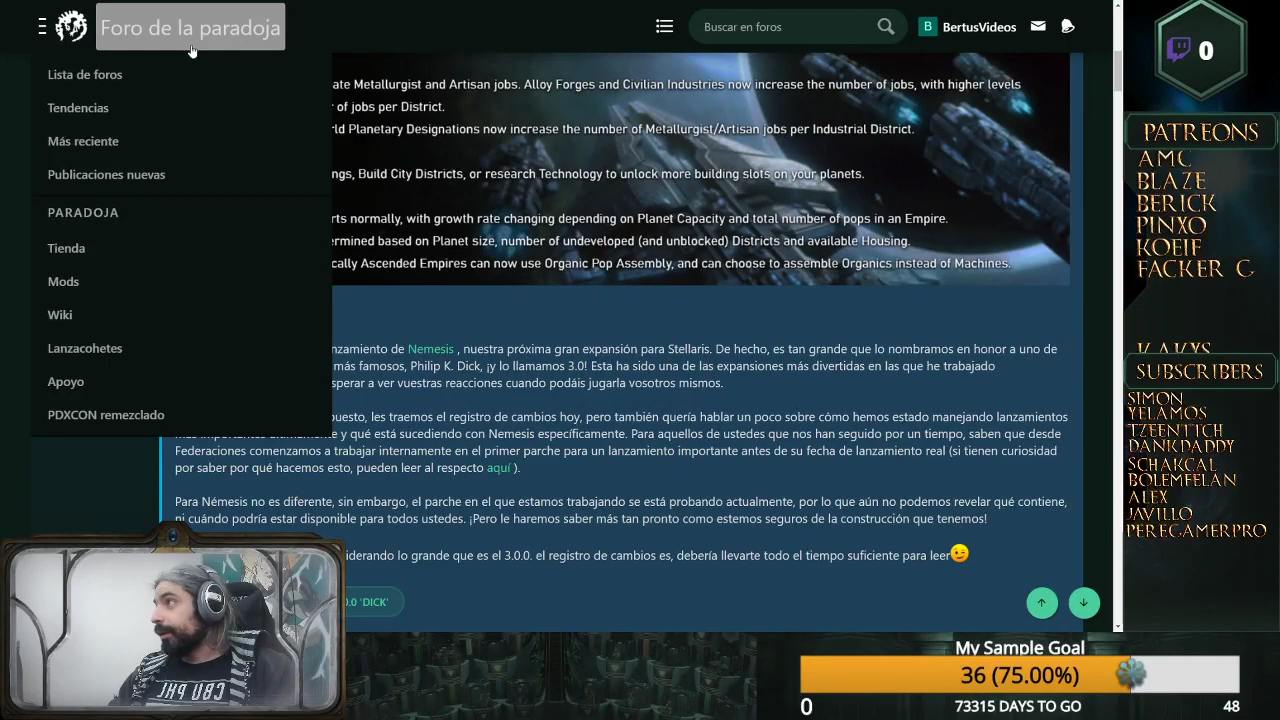 Foro de la paradoja
Buscar en foros
B BertusVideos
Lista de foros
Tendencias
Más reciente
Publicaciones nuevas
PARADOJA
Tienda
Mods
Wiki
Lanzacohetes
Apoyo
PDXCON remezclado
ate Metallurgist and Artisan jobs. Alloy Forges and Civilian Industries now increase the number of jobs, with higher levels
r of jobs per District.
ld Planetary Designations now increase the number of Metallurgist/Artisan jobs per Industrial District.
ngs, Build City Districts, or research Technology to unlock more building slots on your planets.
rts normally, with growth rate changing depending on Planet Capacity and total number of pops in an Empire.
ermined based on Planet size, number of undeveloped (and unblocked) Districts and available Housing.
ically Ascended Empires can now use Organic Pop Assembly, and can choose to assemble Organics instead of Machines.
nzamiento de Nemesis , nuestra próxima gran expansión para Stellaris. De hecho, es tan grande que lo nombramos en honor a uno de
más famosos, Philip K. Dick, ¡y lo llamamos 3.0! Esta ha sido una de las expansiones más divertidas en las que he trabajado
sperar a ver vuestras reacciones cuando podáis jugarla vosotros mismos.
puesto, les traemos el registro de cambios hoy, pero también quería hablar un poco sobre cómo hemos estado manejando lanzamientos
y qué está sucediendo con Nemesis específicamente. Para aquellos de ustedes que nos han seguido por un tiempo, saben que desde
Federaciones comenzamos a trabajar internamente en el primer parche para un lanzamiento importante antes de su fecha de lanzamiento real (si tienen curiosidad
por saber por qué hacemos esto, pueden leer al respecto aquí ).
Para Némesis no es diferente, sin embargo, el parche en el que estamos trabajando se está probando actualmente, por lo que aún no podemos revelar qué contiene,
ni cuándo podría estar disponible para todos ustedes. ¡Pero le haremos saber más tan pronto como estemos seguros de la construcción que tenemos!
iderando lo grande que es el 3.0.0. el registro de cambios es, debería llevarte todo el tiempo suficiente para leer
0.0 'DICK'
0
PATREONS
AMC
BLAZE
BERICK
PINXO
KOEIF
FACKER G
KAKYS
SUBSCRIBERS
SIMON
YELAMOS
TZEENTTCH
DANKPADDY
SCHAKCAL
BOLEMFELAN
ALEX
JAVILLO
PEREGAMERPRO
My Sample Goal
36 (75.00%)
0
73315 DAYS TO GO
48